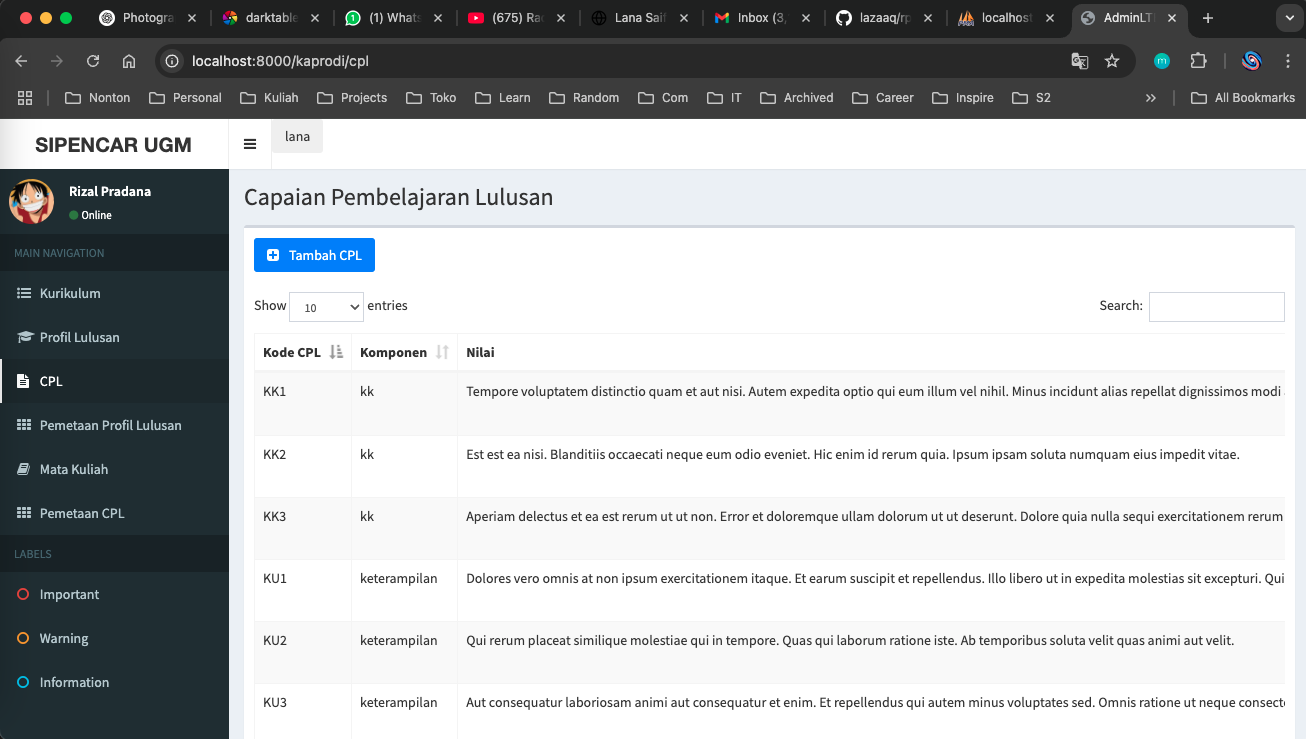 Photogra
darktable
(1) Whats
(675) Rad
Lana Saif
Inbox (3,
lazaaq/rp
localhost
AdminLTE
localhost:8000/kaprodi/cpl
Nonton
Personal
Kuliah
Projects
Toko
Learn
Random
Com
IT
Archived
Career
Inspire
S2
All Bookmarks
SIPENCAR UGM
lana
Rizal Pradana
Online
MAIN NAVIGATION
Kurikulum
Profil Lulusan
CPL
Pemetaan Profil Lulusan
Mata Kuliah
Pemetaan CPL
LABELS
Important
Warning
Information
Capaian Pembelajaran Lulusan
Tambah CPL
Show 10 entries
Search:
Kode CPL Komponen Nilai
KK1 kk Tempore voluptatem distinctio quam et aut nisi. Autem expedita optio qui eum illum vel nihil. Minus incidunt alias repellat dignissimos modi
KK2 kk Est est ea nisi. Blanditiis occaecati neque eum odio eveniet. Hic enim id rerum quia. Ipsum ipsam soluta numquam eius impedit vitae.
KK3 kk Aperiam delectus et ea est rerum ut ut non. Error et doloremque ullam dolorum ut ut deserunt. Dolore quia nulla sequi exercitationem rerum
KU1 keterampilan Dolores vero omnis at non ipsum exercitationem itaque. Et earum suscipit et repellendus. Illo libero ut in expedita molestias sit excepturi. Qui
KU2 keterampilan Qui rerum placeat similique molestiae qui in tempore. Quas qui laborum ratione iste. Ab temporibus soluta velit quas animi aut velit.
KU3 keterampilan Aut consequatur laboriosam animi aut consequatur et enim. Et repellendus qui autem minus voluptates sed. Omnis ratione ut neque consect